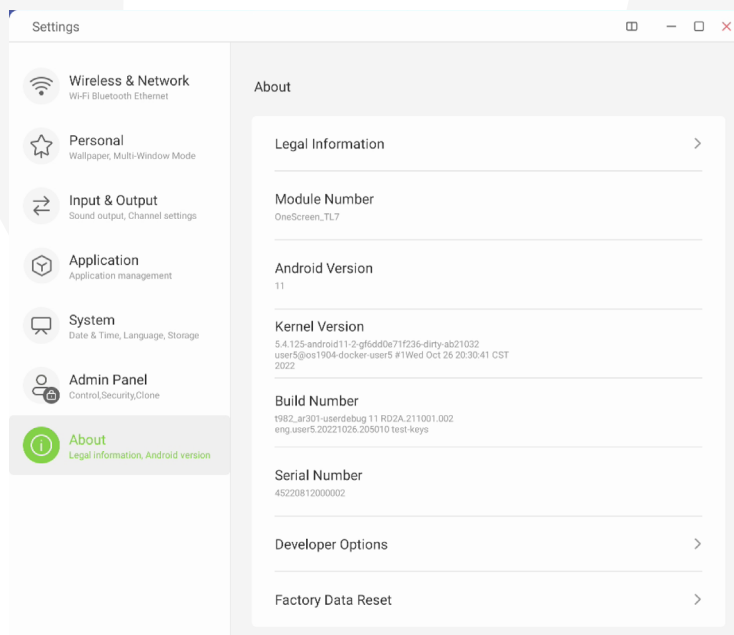 Settings
Wireless & Network
Wi-Fi Bluetooth Ethernet
Personal
Wallpaper, Multi-Window Mode
Input & Output
Sound output, Channel settings
Application
Application management
System
Date & Time, Language, Storage
Admin Panel
Control,Security,Clone
About
Legal information, Android version
About
Legal Information
Module Number
OneScreen_TL7
Android Version
11
Kernel Version
5.4.125-android11-2-gf6dd0e71f236-dirty-ab21032
user5@os1904-docker-user5 #1Wed Oct 26 20:30:41 CST
2022
Build Number
t982_ar301-userdebug 11 RD2A.211001.002
eng.user5.20221026.205010 test-keys
Serial Number
45220812000002
Developer Options
Factory Data Reset